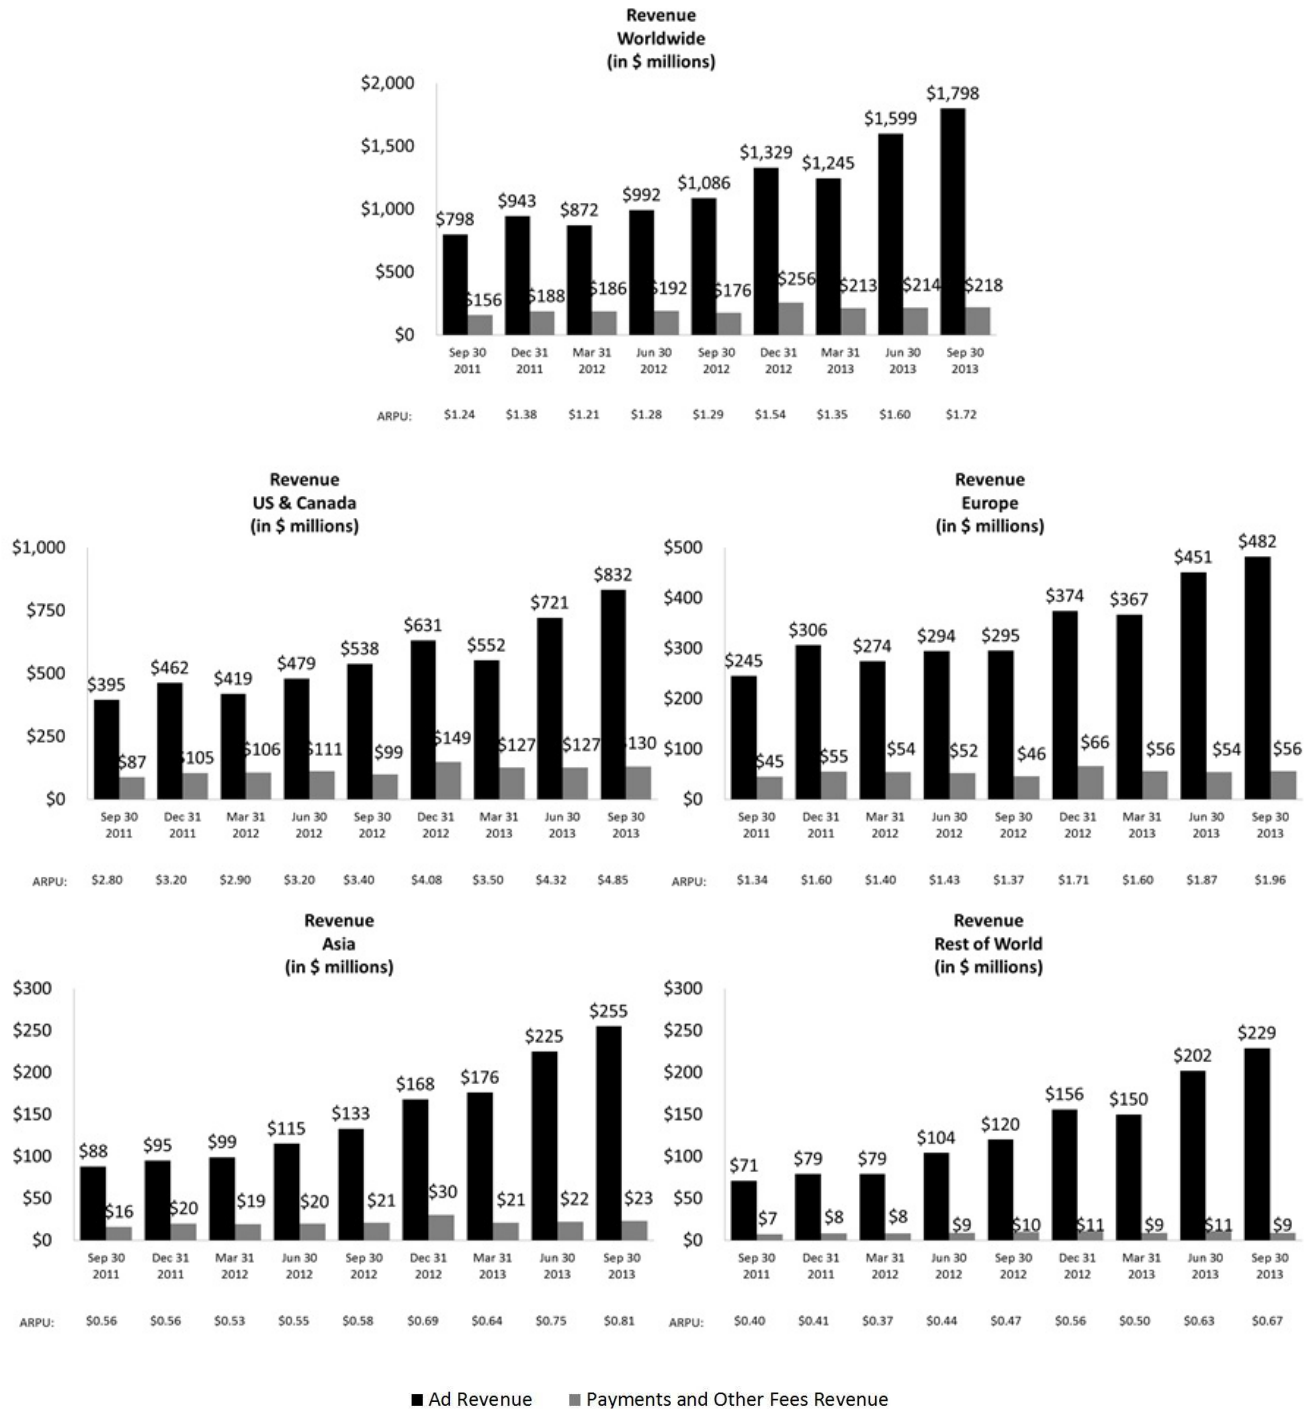 Revenue
Worldwide
(in $ millions)
$2,000
$1,500
$1,000
$500
$0
$798 $943 $872 $992 $1,086 $1,329 $1,245 $1,599 $1,798
$156 $188 $186 $192 $176 $256 $213 $214 $218
Sep 30 Dec 31 Mar 31 Jun 30 Sep 30 Dec 31 Mar 31 Jun 30 Sep 30
2011 2011 2012 2012 2012 2012 2013 2013 2013
ARPU: $1.24 $1.38 $1.21 $1.28 $1.29 $1.54 $1.35 $1.60 $1.72
Revenue
US & Canada
(in $ millions)
$1,000
$750
$500
$250
$0
$395 $462 $419 $479 $538 $631 $552 $721 $832
$87 $105 $106 $111 $99 $149 $127 $127 $130
Sep 30 Dec 31 Mar 31 Jun 30 Sep 30 Dec 31 Mar 31 Jun 30 Sep 30
2011 2011 2012 2012 2012 2012 2013 2013 2013
ARPU: $2.80 $3.20 $2.90 $3.20 $3.40 $4.08 $3.50 $4.32 $4.85
Revenue
Europe
(in $ millions)
$500
$400
$300
$200
$100
$0
$245 $306 $274 $294 $295 $374 $367 $451 $482
$45 $55 $54 $52 $46 $66 $56 $54 $56
Sep 30 Dec 31 Mar 31 Jun 30 Sep 30 Dec 31 Mar 31 Jun 30 Sep 30
2011 2011 2012 2012 2012 2012 2013 2013 2013
ARPU: $1.34 $1.60 $1.40 $1.43 $1.37 $1.71 $1.60 $1.87 $1.96
Revenue
Asia
(in $ millions)
$300
$250
$200
$150
$100
$50
$0
$88 $95 $99 $115 $133 $168 $176 $225 $255
$16 $20 $19 $20 $21 $30 $21 $22 $23
Sep 30 Dec 31 Mar 31 Jun 30 Sep 30 Dec 31 Mar 31 Jun 30 Sep 30
2011 2011 2012 2012 2012 2012 2013 2013 2013
ARPU: $0.56 $0.56 $0.53 $0.55 $0.58 $0.69 $0.64 $0.75 $0.81
Revenue
Rest of World
(in $ millions)
$300
$250
$200
$150
$100
$50
$0
$71 $79 $79 $104 $120 $156 $150 $202 $229
$7 $8 $8 $9 $10 $11 $9 $11 $9
Sep 30 Dec 31 Mar 31 Jun 30 Sep 30 Dec 31 Mar 31 Jun 30 Sep 30
2011 2011 2012 2012 2012 2012 2013 2013 2013
ARPU: $0.40 $0.41 $0.37 $0.44 $0.47 $0.56 $0.50 $0.63 $0.67
Ad Revenue Payments and Other Fees Revenue